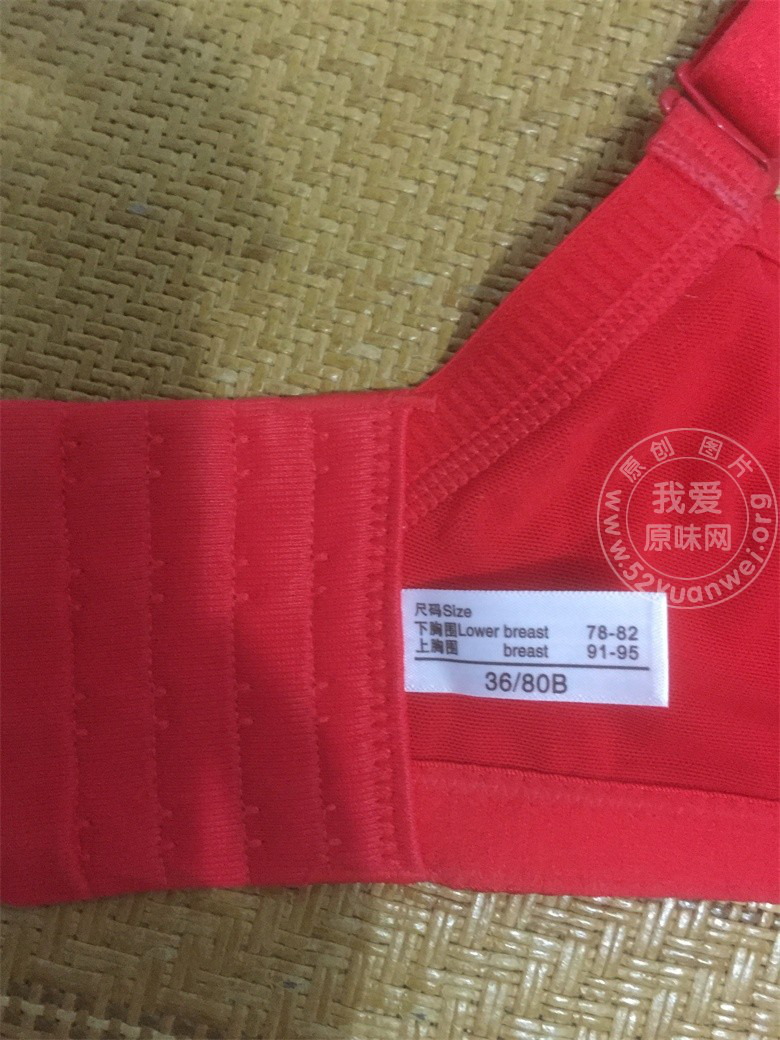 原创图片
我爱
原味网
www.52yuanwei.org
尺码Size
下胸围Lower breast 78-82
上胸围 breast 91-95
36/80B